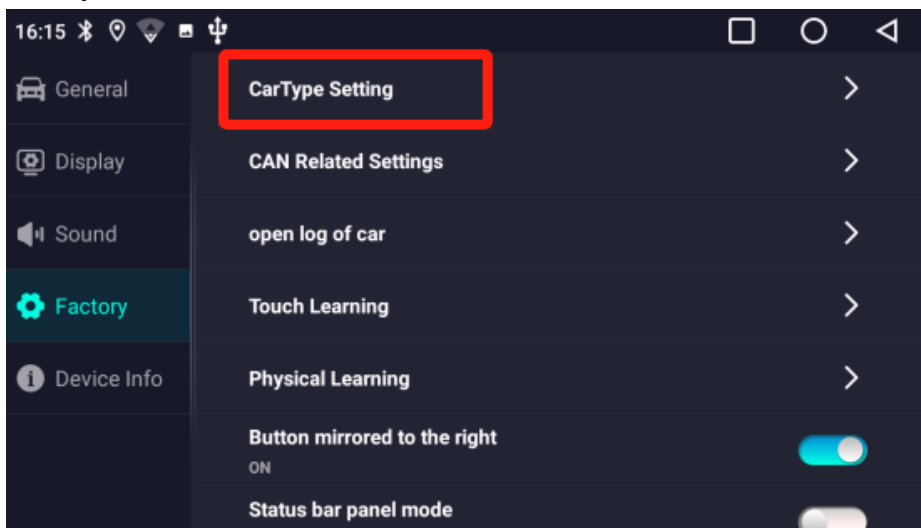 16:15
General
CarType Setting
Display
CAN Related Settings
Sound
open log of car
Factory
Touch Learning
Device Info
Physical Learning
Button mirrored to the right
ON
Status bar panel mode